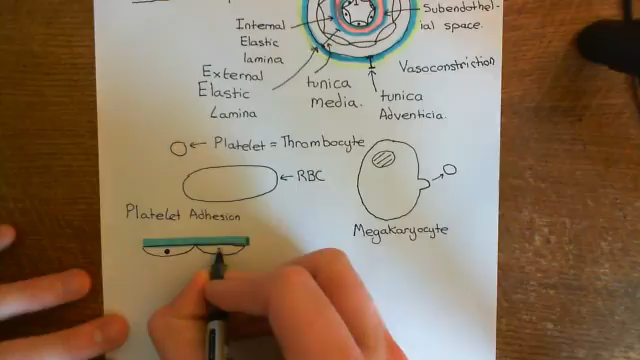 Internal
Elastic
lamina
Subendothel-
ial space.
External
Elastic
Lamina
tunica
Media.
Vasoconstriction
tunica
Adventicia.
Platelet = Thrombocyte
RBC
Platelet Adhesion
Megakaryocyte